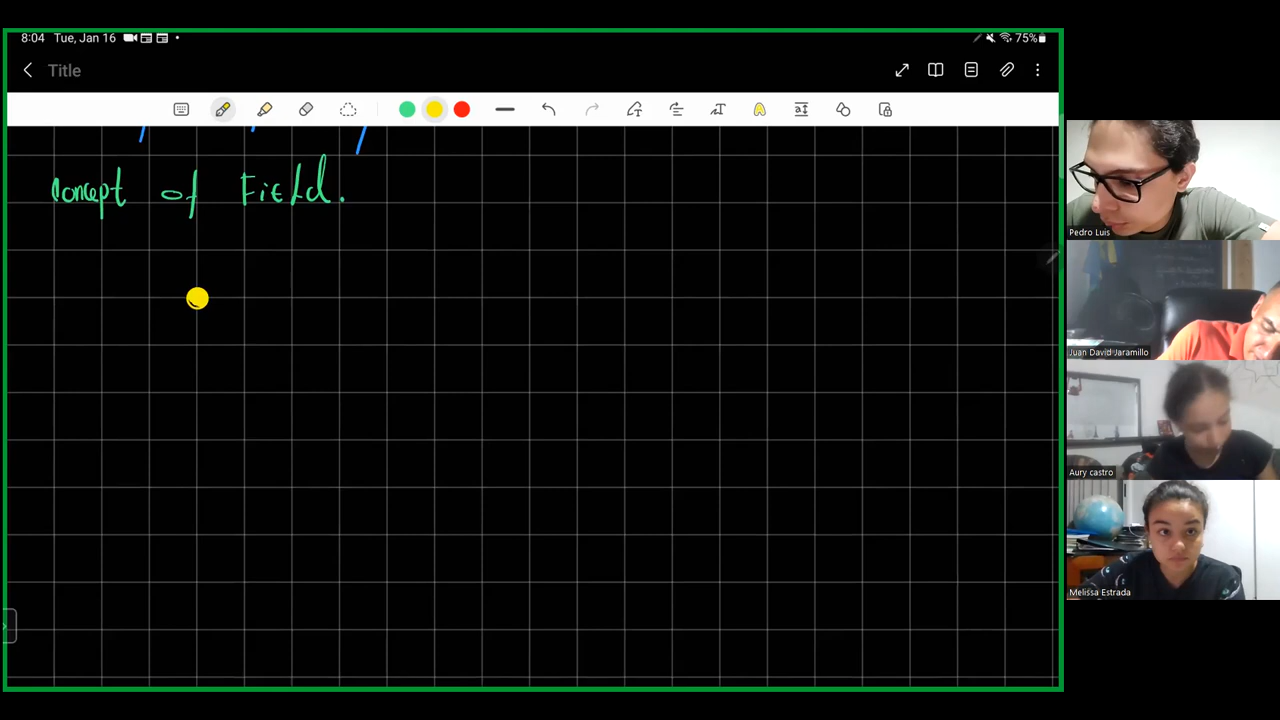 8:04 Tue, Jan 16
75%
Title
Concept of Field.
Pedro Luis
Juan David Jaramillo
Aury castro
Melissa Estrada